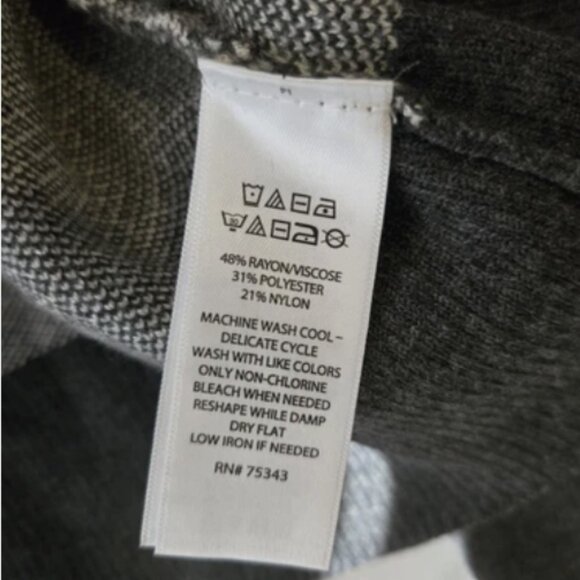 30
48% RAYON/VISCOSE
31% POLYESTER
21% NYLON
MACHINE WASH COOL –
DELICATE CYCLE
WASH WITH LIKE COLORS
ONLY NON-CHLORINE
BLEACH WHEN NEEDED
RESHAPE WHILE DAMP
DRY FLAT
LOW IRON IF NEEDED
RN# 75343